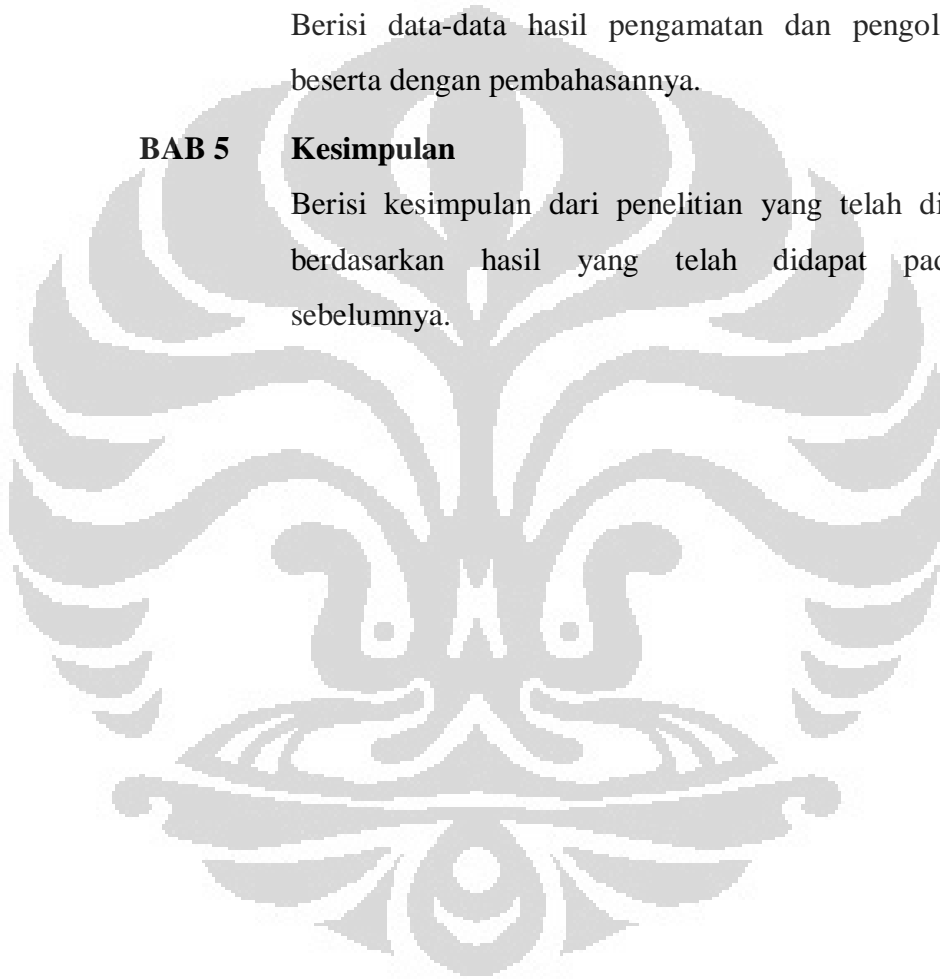 Berisi data-data hasil pengamatan dan pengol
beserta dengan pembahasannya.
BAB 5 Kesimpulan
Berisi kesimpulan dari penelitian yang telah di
berdasarkan hasil yang telah didapat pad
sebelumnya.